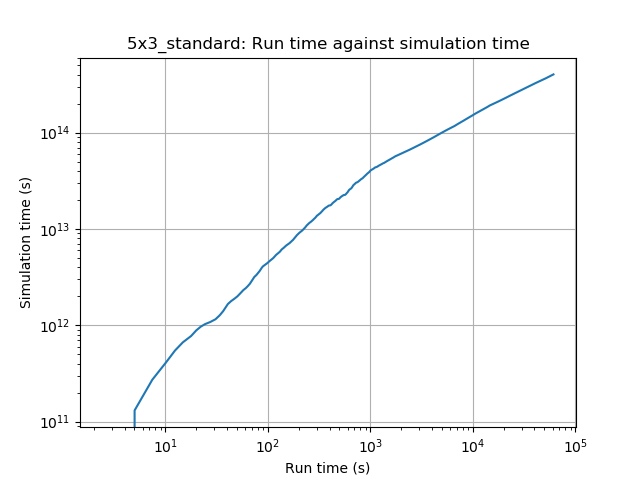 5x3_standard: Run time against simulation time
Simulation time (s)
10^14
10^13
10^12
10^11
10^1 10^2 10^3 10^4 10^5
Run time (s)